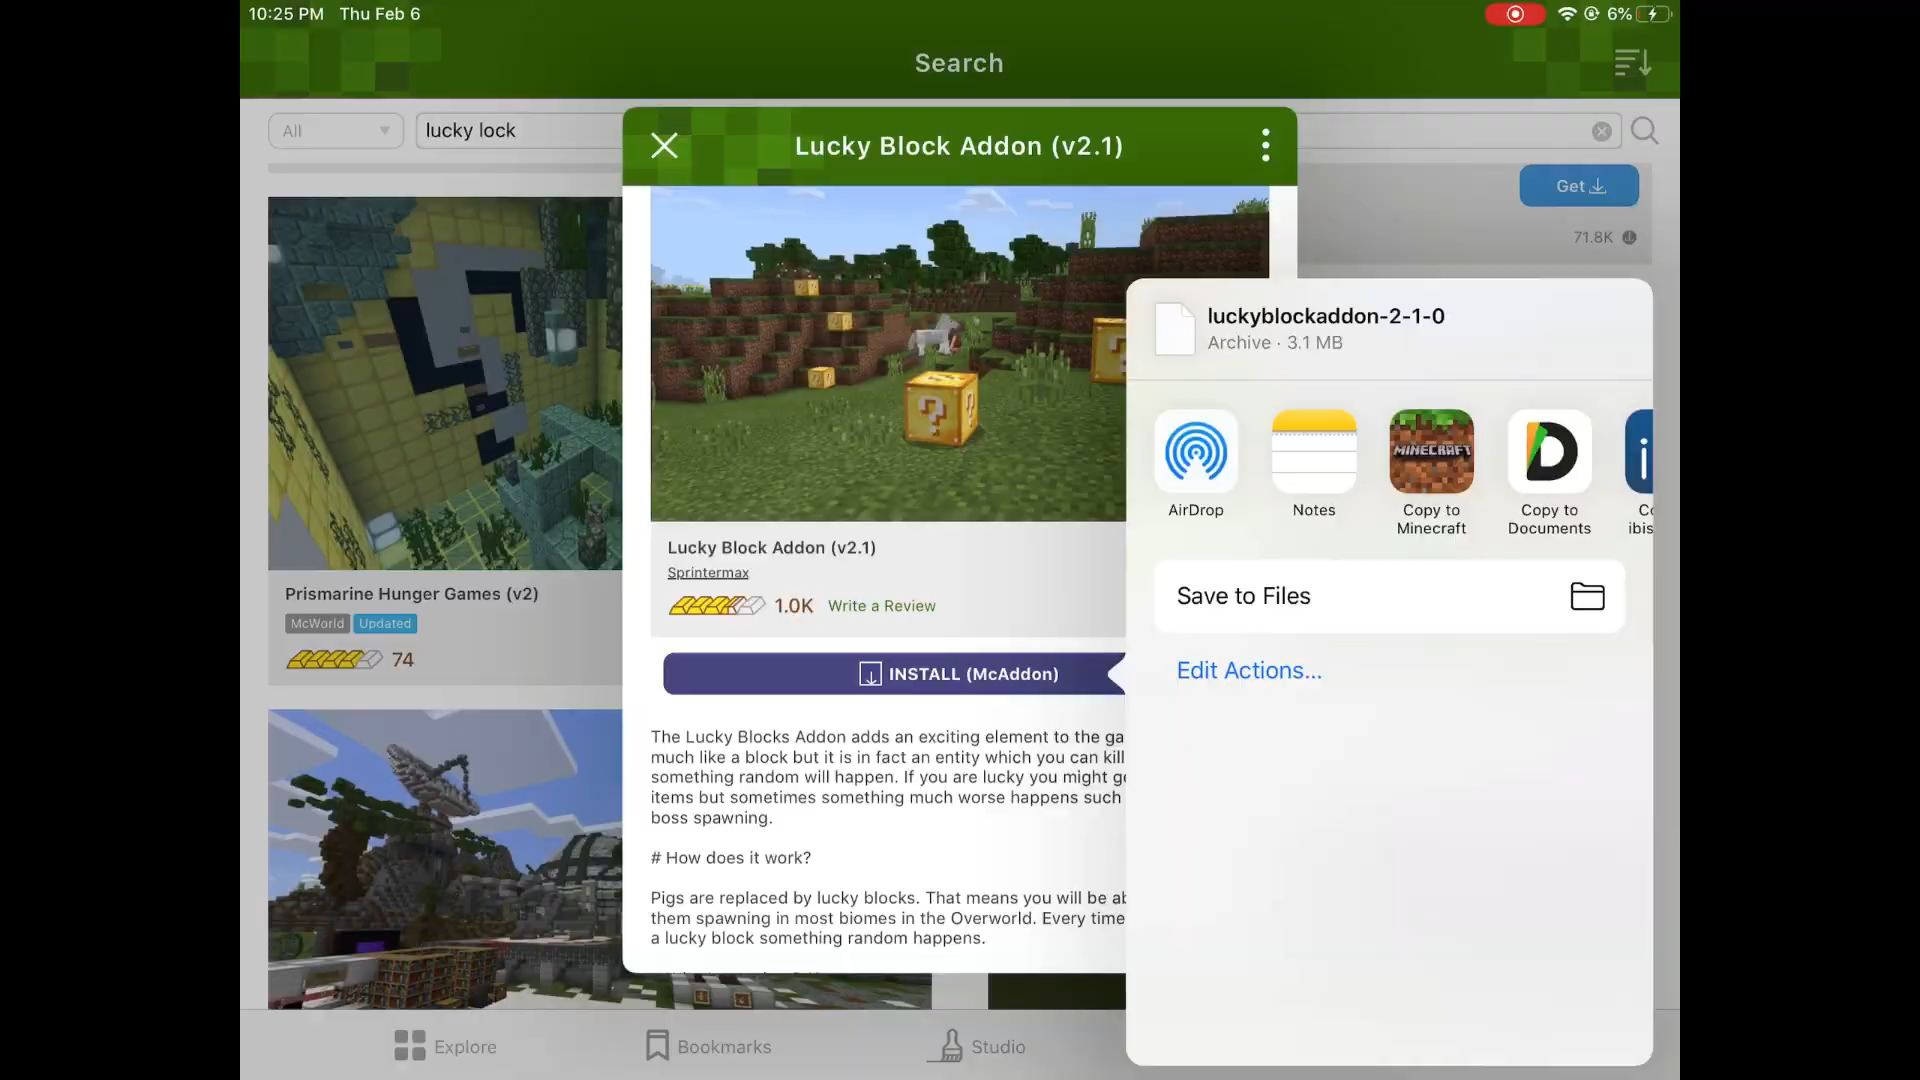 10:25 PM Thu Feb 6
6%
Search
All
lucky lock
Lucky Block Addon (v2.1)
Get
71.8K
luckyblockaddon-2-1-0
Archive · 3.1 MB
MINECRAFT
AirDrop
Notes
Copy to
Minecraft
Copy to
Documents
Save to Files
Edit Actions...
Prismarine Hunger Games (v2)
McWorld Updated
74
Lucky Block Addon (v2.1)
Sprintermax
1.0K Write a Review
INSTALL (McAddon)
The Lucky Blocks Addon adds an exciting element to the
much like a block but it is in fact an entity which you can kill
something random will happen. If you are lucky you might
items but sometimes something much worse happens such
boss spawning.
# How does it work?
Pigs are replaced by lucky blocks. That means you will be
them spawning in most biomes in the Overworld. Every time
a lucky block something random happens.
Explore
Bookmarks
Studio